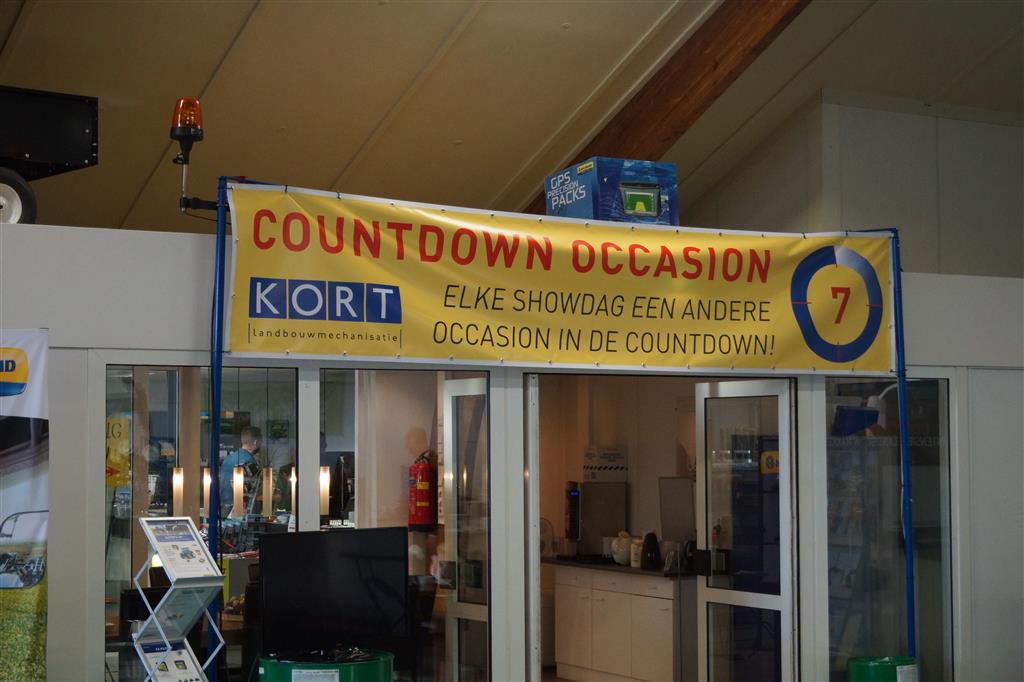 GPS
PRECISION
PACKS
COUNTDOWN OCCASION
KORT
landbouwmechanisatie
ELKE SHOWDAG EEN ANDERE
OCCASION IN DE COUNTDOWN!
7